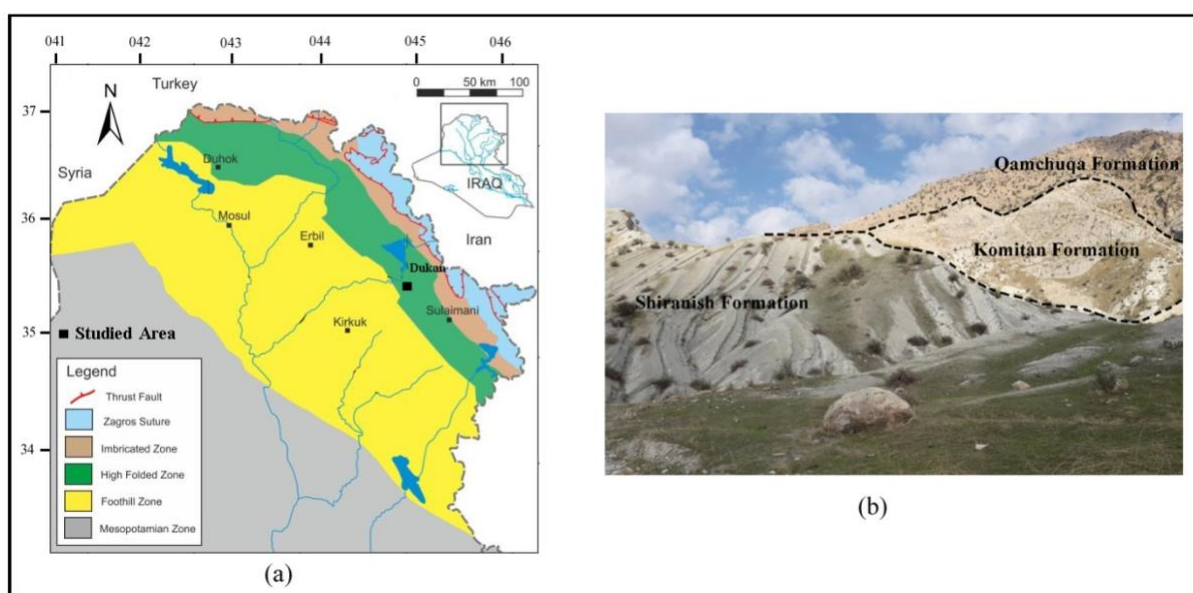 041 042 043 044 045 046
Turkey
0 50 km 100
N
37
Duhok
Syria
IRAQ
36
Mosul
Erbil
Iran
Dukan
Sulaimani
Kirkuk
35
Studied Area
Legend
Thrust Fault
Zagros Suture
Imbricated Zone
34
High Folded Zone
Foothill Zone
Mesopotamian Zone
(a)
Qamchuqa Formation
Komitan Formation
Shiranish Formation
(b)